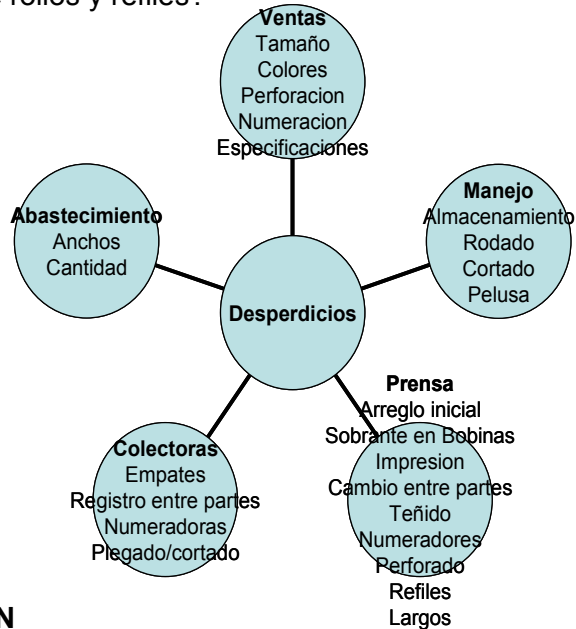 rollos y refiles?
Ventas
Tamaño
Colores
Perforacion
Numeracion
Especificaciones
Abastecimiento
Anchos
Cantidad
Manejo
Almacenamiento
Rodado
Cortado
Pelusa
Desperdicios
Colectoras
Empates
Registro entre partes
Numeradoras
Plegado/cortado
Prensa
Arreglo inicial
Sobrante en Bobinas
Impresion
Cambio entre partes
Teñido
Numeradores
Perforado
Refiles
Largos
N